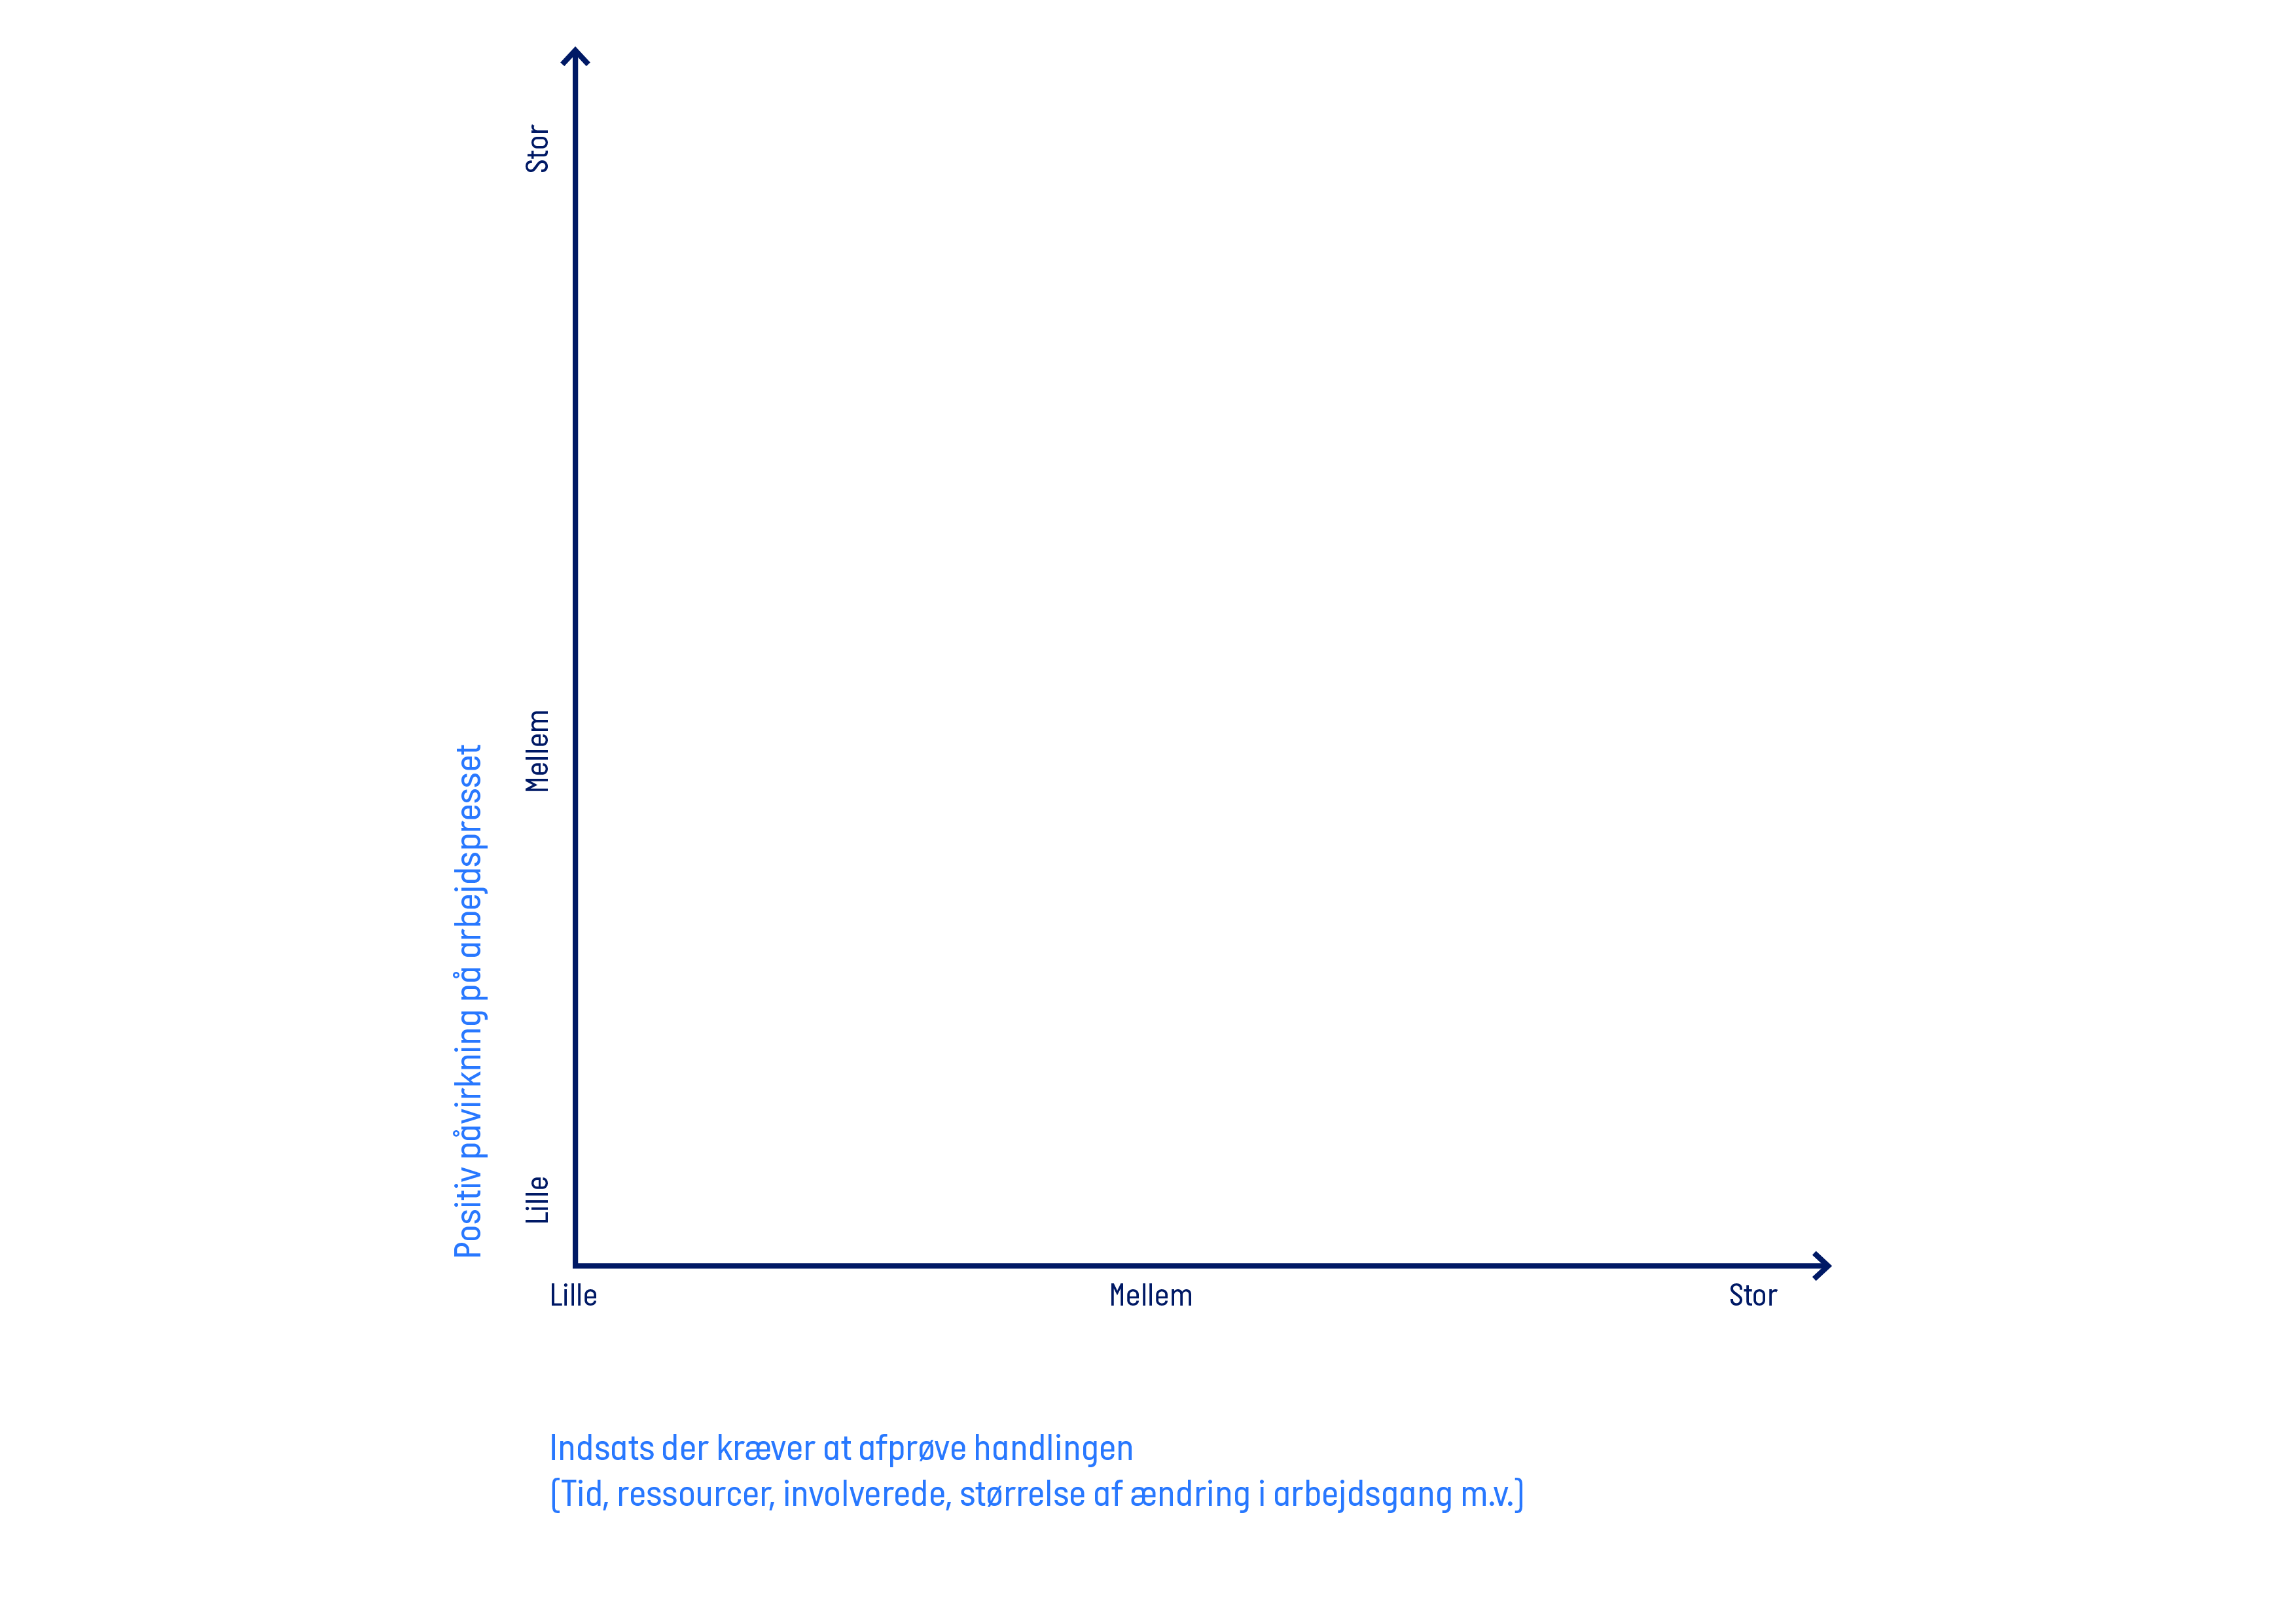 Stor
Mellem
Lille
Positiv påvirkning på arbejdspresset
Lille
Mellem
Stor
Indsats der kræver at afprøve handlingen
(Tid, ressourcer, involverede, størrelse af ændring i arbejdsgang m.v.)